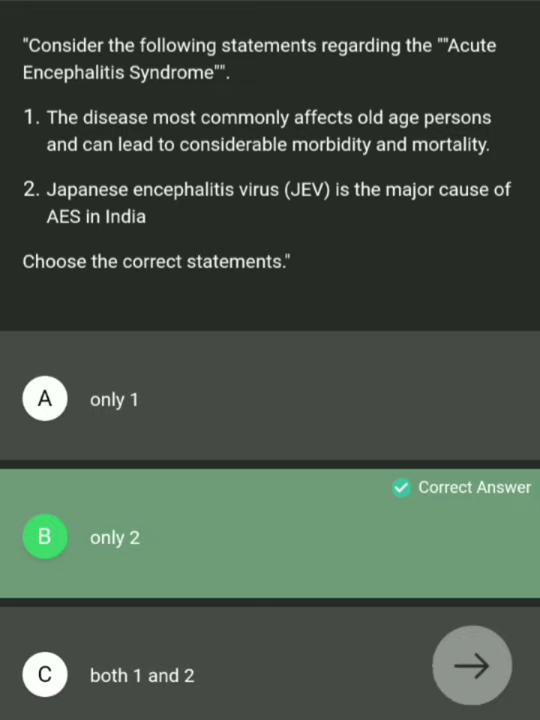 "Consider the following statements regarding the ""Acute
Encephalitis Syndrome"".
1. The disease most commonly affects old age persons
and can lead to considerable morbidity and mortality.
2. Japanese encephalitis virus (JEV) is the major cause of
AES in India
Choose the correct statements."
A only 1
Correct Answer
B only 2
C both 1 and 2